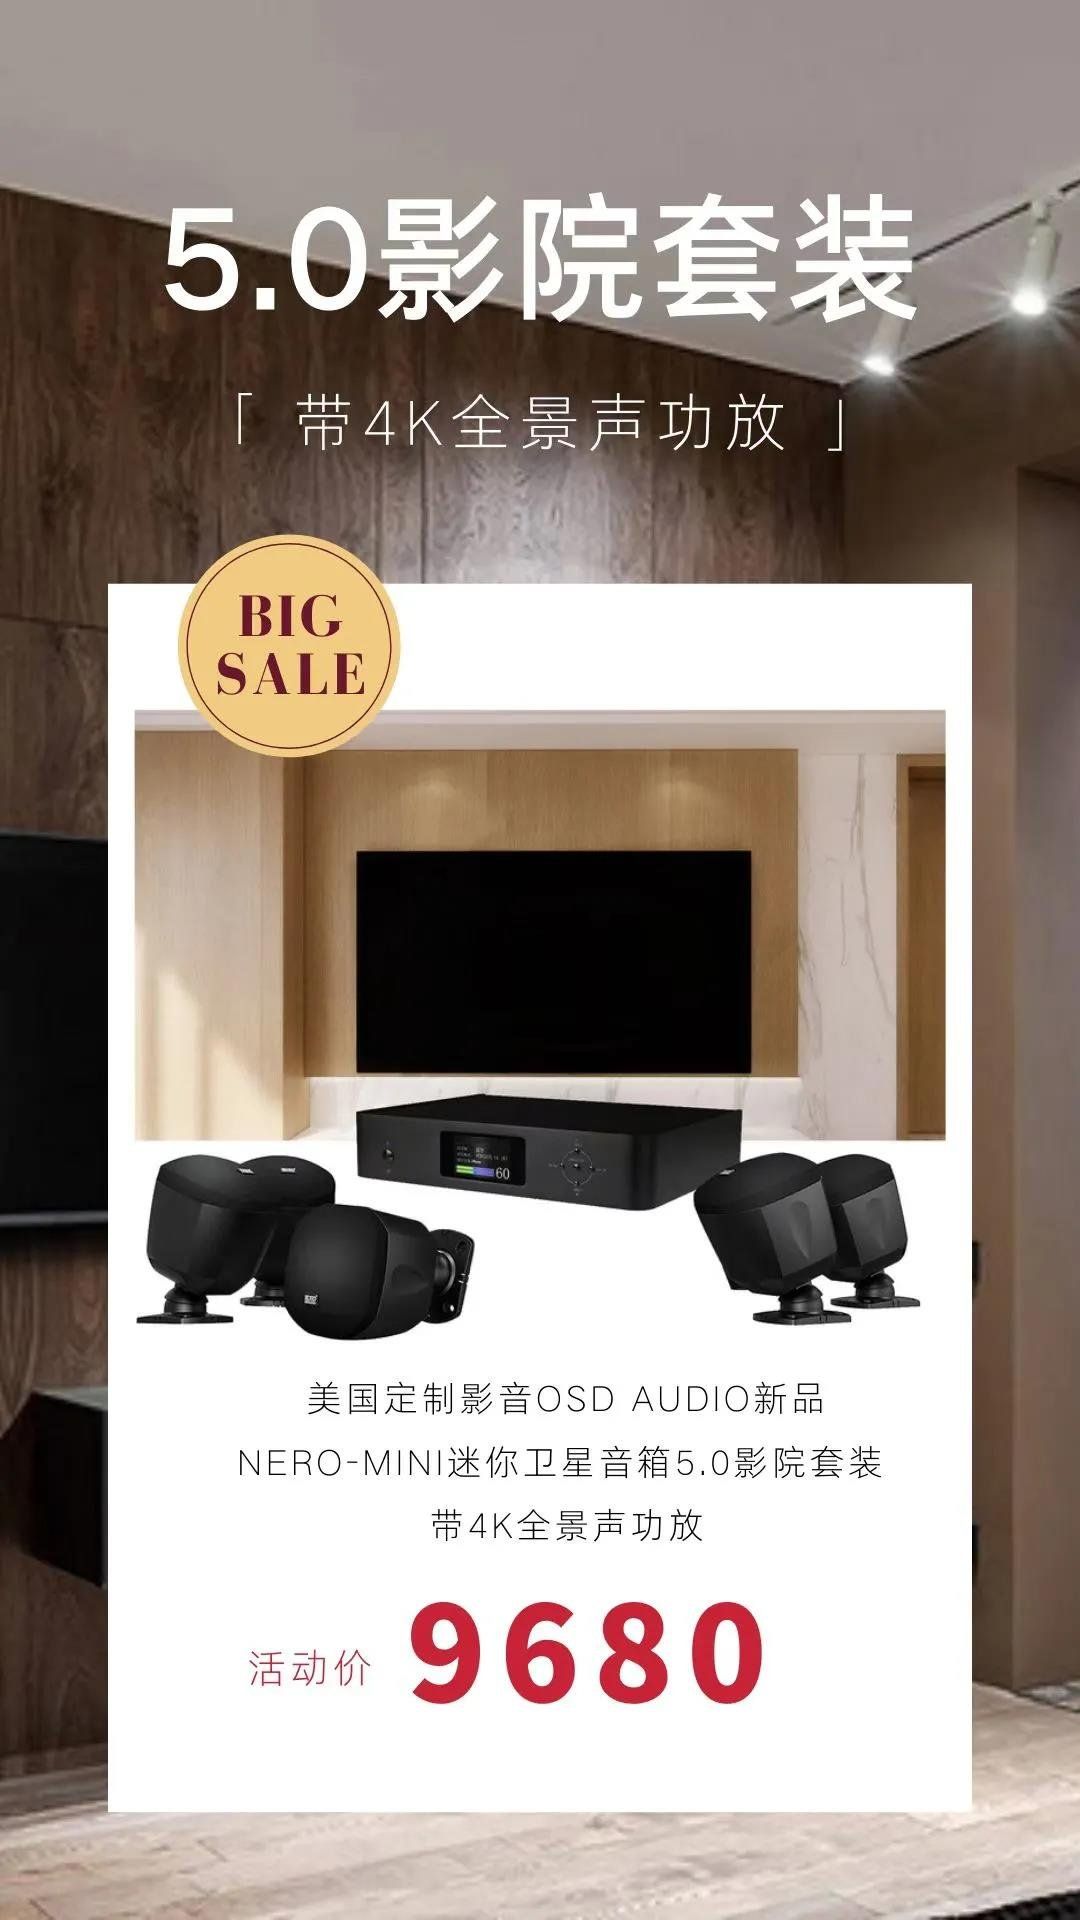 5.0影院套装
「 带4K全景声功放 」
BIG
SALE
60
美国定制影音OSD AUDIO新品
NERO-MINI迷你卫星音箱5.0影院套装
带4K全景声功放
活动价 9680